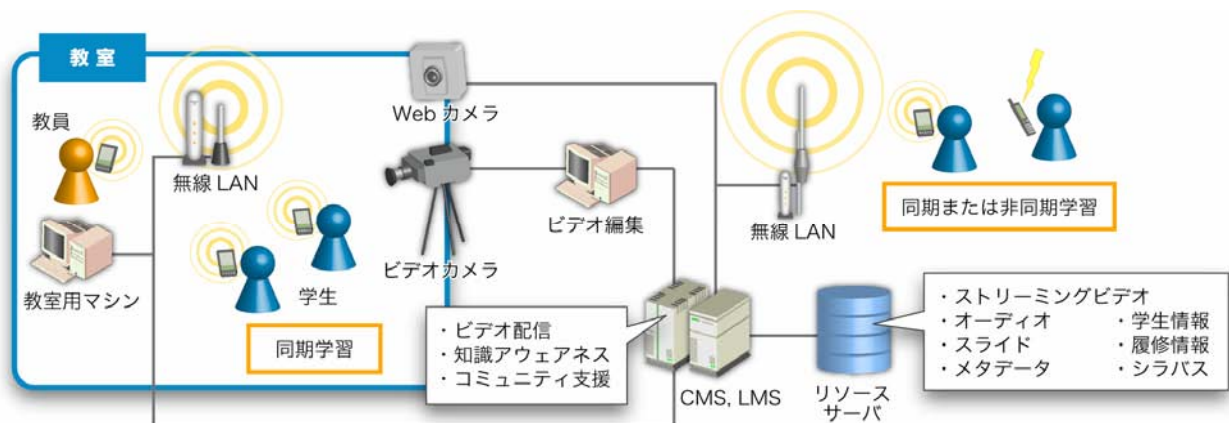 教室
教員
無線 LAN
教室用マシン
学生
同期学習
Web カメラ
ビデオカメラ
ビデオ編集
無線 LAN
同期または非同期学習
・ビデオ配信
・知識アウェアネス
・コミュニティ支援
CMS, LMS
リソース
サーバ
・ストリーミングビデオ
・オーディオ ・学生情報
・スライド ・履修情報
・メタデータ ・シラバス